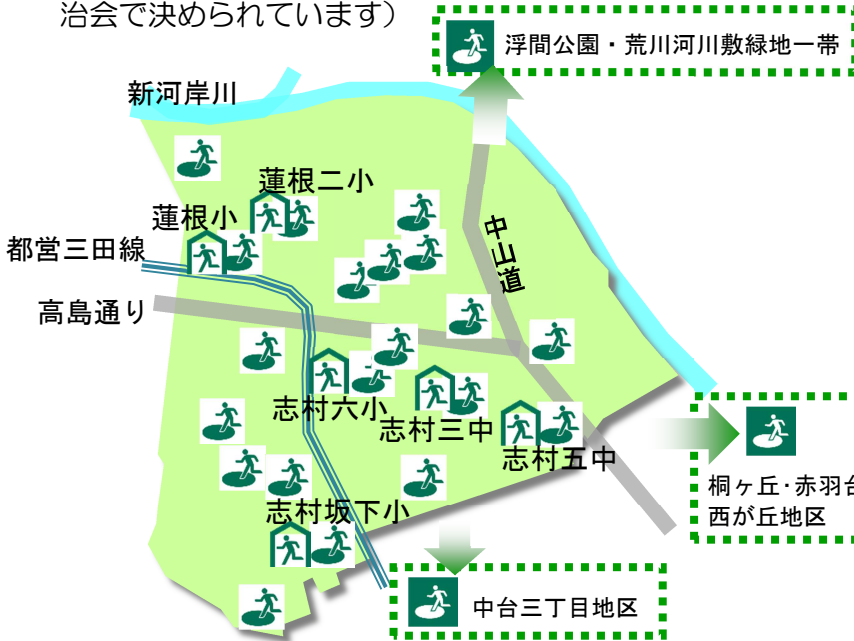 治会で決められています）
浮間公園・荒川河川敷緑地一帯
新河岸川
蓮根二小
蓮根小
中山道
都営三田線
高島通り
志村六小
志村三中
志村五中
桐ヶ丘・赤羽台
西が丘地区
志村坂下小
中台三丁目地区